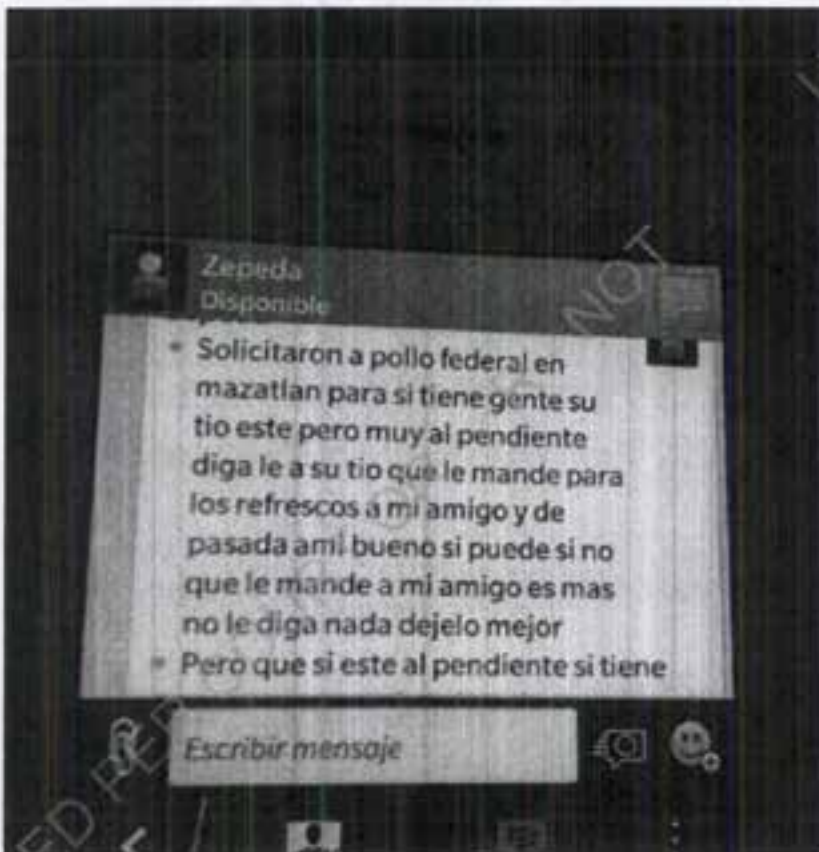 Zepeda
Disponible
Solicitaron a pollo federal en
mazatlan para si tiene gente su
tio este pero muy al pendiente
diga le a su tio que le mande para
los refrescos a mi amigo y de
pasada ami bueno si puede si no
que le mande a mi amigo es mas
no le diga nada dejelo mejor
Pero que si este al pendiente si tiene
Escribir mensaje
NOT